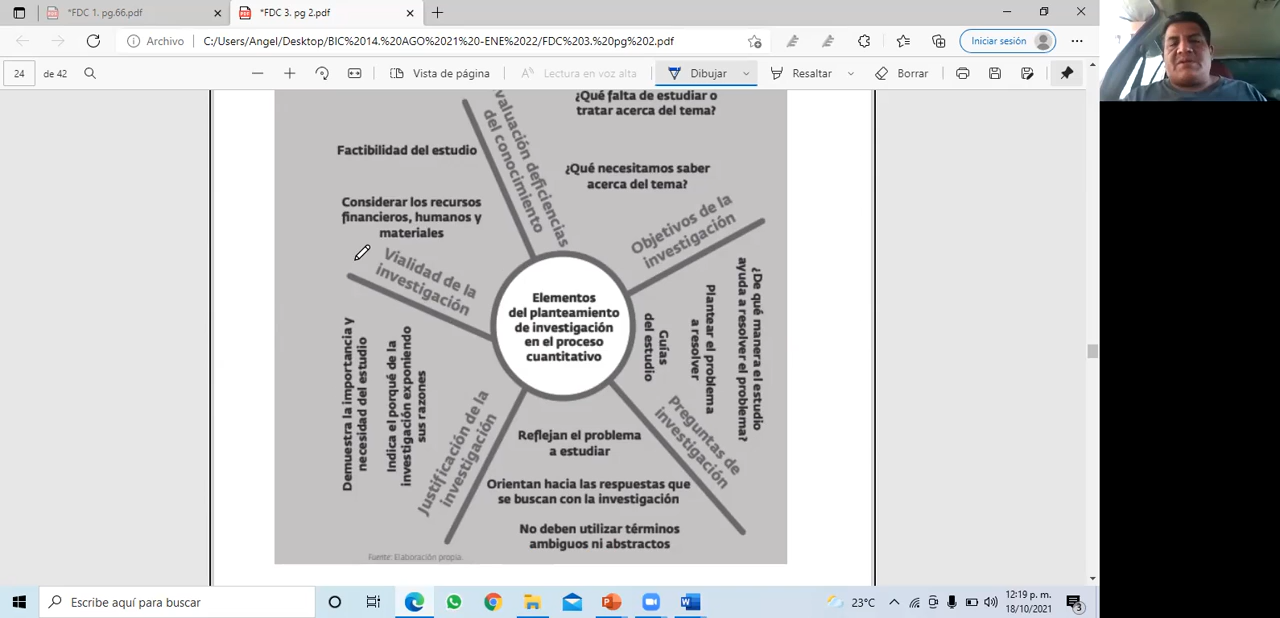 *FDC 1. pg.66.pdf
*FDC 3. pg 2.pdf
Archivo
C:/Users/Angel/Desktop/BIC%2014.%20AGO%2021%20-%20ENE%2022/FDC%203.%20pg%202.pdf
Iniciar sesión
24
de 42
Vista de página
Lectura en voz alta
Dibujar
Resaltar
Borrar
¿Qué falta de estudiar o
tratar acerca del tema?
¿Qué necesitamos saber
acerca del tema?
valuación deficiencias
del conocimiento
Factibilidad del estudio
Considerar los recursos
financieros, humanos y
materiales
Vialidad de la
investigación
Objetivos de la
investigación
¿De qué manera el estudio
ayuda a resolver el problema?
Plantear el problema
a resolver
Guías
del estudio
Elementos
del planteamiento
de investigación
en el proceso
cuantitativo
Demuestra la importancia y
necesidad del estudio
Indica el porqué de la
investigación exponiendo
sus razones
Justificación de la
investigación
Preguntas de
investigación
Reflejan el problema
a estudiar
Orientan hacia las respuestas que
se buscan con la investigación
No deben utilizar términos
ambiguos ni abstractos
Fuente: Elaboración propia.
Escribe aquí para buscar
23°C
12:19 p. m.
18/10/2021
3